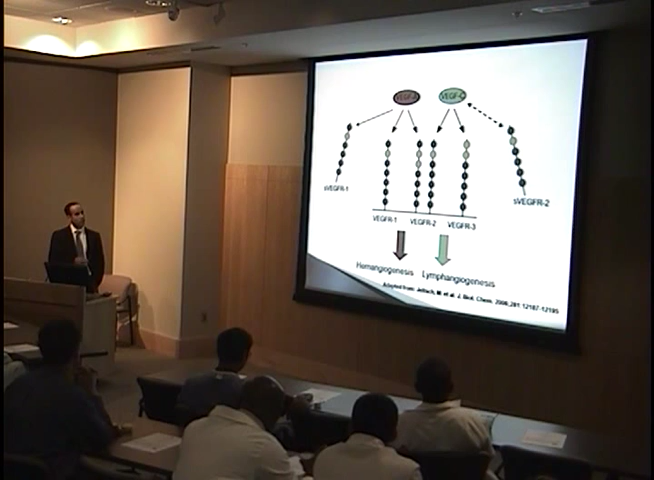 VEGF-A VEGF-C
sVEGFR-1
sVEGFR-2
VEGFR-1 VEGFR-2 VEGFR-3
Hemangiogenesis Lymphangiogenesis
Adapted from: Jeltsch, M et al. J. Biol. Chem. 2006;281:12187-12195